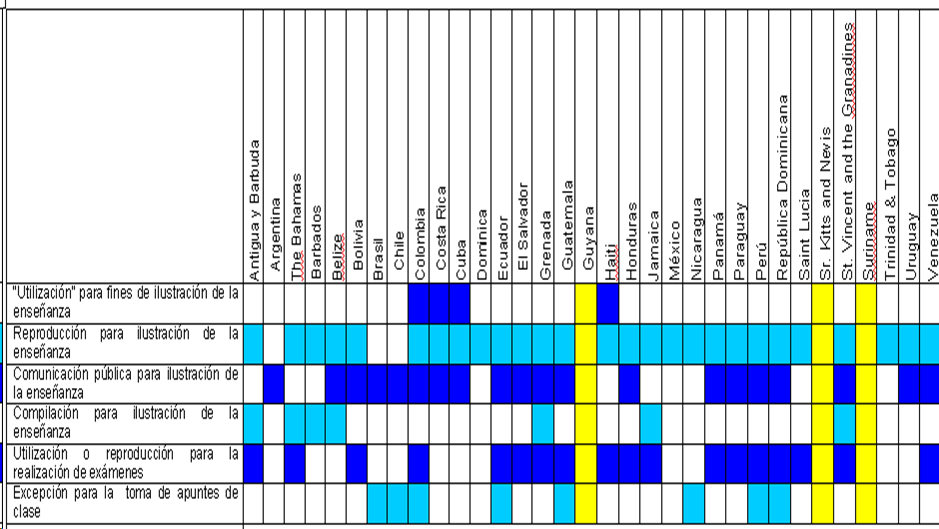 Antigua y Barbuda
Argentina
The Bahamas
Barbados
Belize
Bolivia
Brasil
Chile
Colombia
Costa Rica
Cuba
Dominica
Ecuador
El Salvador
Grenada
Guatemala
Guyana
Haití
Honduras
Jamaica
México
Nicaragua
Panamá
Paraguay
Perú
República Dominicana
Saint Lucia
Sr. Kitts and Nevis
St. Vincent and the Granadines
Suriname
Trinidad & Tobago
Uruguay
Venezuela
"Utilización" para fines de ilustración de la
enseñanza
Reproducción para ilustración de la
enseñanza
Comunicación pública para ilustración de
la enseñanza
Compilación para ilustración de la
enseñanza
Utilización o reproducción para la
realización de exámenes
Excepción para la toma de apuntes de
clase